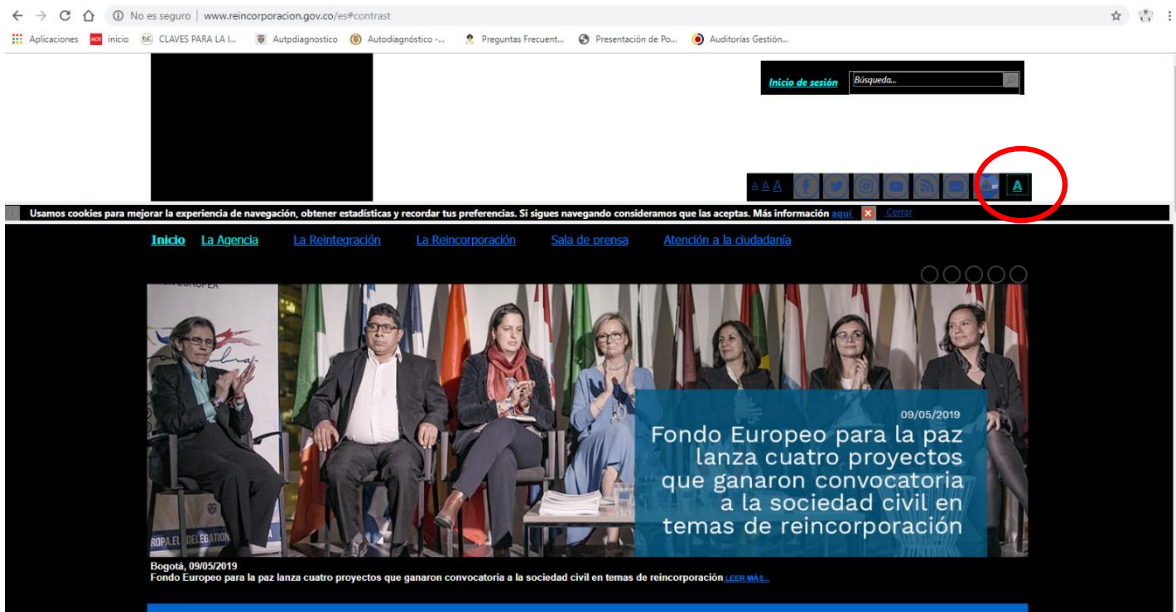 No es seguro | www.reincorporacion.gov.co/es#contrast
Aplicaciones ACR inicio CLAVES PARA LA I... Autpdiagnostico Autodiagnóstico -... Preguntas Frecuent... Presentación de Po... Auditorías Gestión...
Inicio de sesión Búsqueda...
A A A A
Usamos cookies para mejorar la experiencia de navegación, obtener estadísticas y recordar tus preferencias. Si sigues navegando consideramos que las aceptas. Más información aquí X Cerrar
Inicio La Agencia La Reintegración La Reincorporación Sala de prensa Atención a la ciudadanía
09/05/2019
Fondo Europeo para la paz
lanza cuatro proyectos
que ganaron convocatoria
a la sociedad civil en
temas de reincorporación
Bogotá, 09/05/2019
Fondo Europeo para la paz lanza cuatro proyectos que ganaron convocatoria a la sociedad civil en temas de reincorporación LEER MÁS...